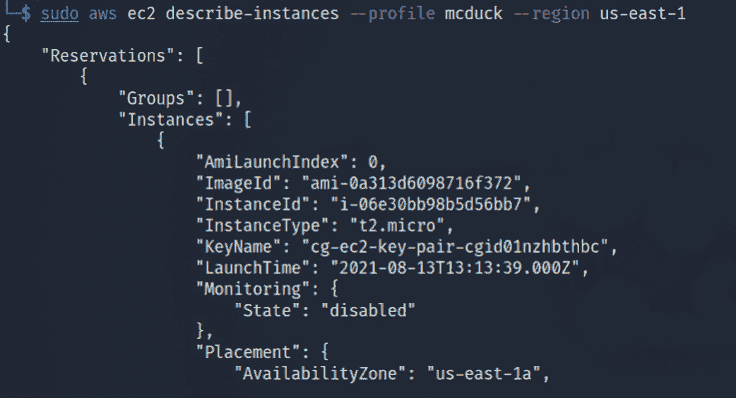 └─$ sudo aws ec2 describe-instances --profile mcduck --region us-east-1
{
    "Reservations": [
        {
            "Groups": [],
            "Instances": [
                {
                    "AmiLaunchIndex": 0,
                    "ImageId": "ami-0a313d6098716f372",
                    "InstanceId": "i-06e30bb98b5d56bb7",
                    "InstanceType": "t2.micro",
                    "KeyName": "cg-ec2-key-pair-cgid01nzhbthbc",
                    "LaunchTime": "2021-08-13T13:13:39.000Z",
                    "Monitoring": {
                        "State": "disabled"
                    },
                    "Placement": {
                        "AvailabilityZone": "us-east-1a",